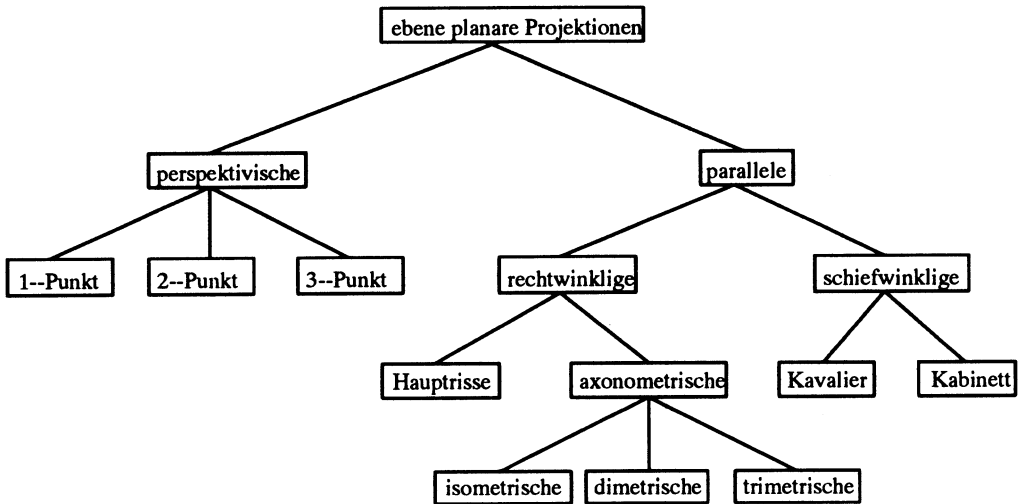 ebene planare Projektionen
perspektivische
parallele
1--Punkt
2--Punkt
3--Punkt
rechtwinklige
schiefwinklige
Hauptrisse
axonometrische
Kavalier
Kabinett
isometrische
dimetrische
trimetrische